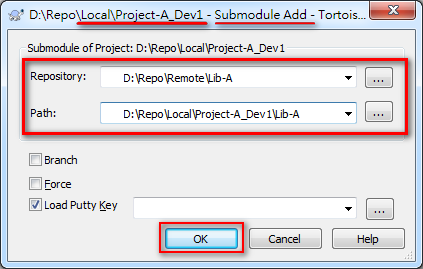 D:\Repo\Local\Project-A_Dev1 - Submodule Add - Tortois...
Submodule of Project: D:\Repo\Local\Project-A_Dev1
Repository: D:\Repo\Remote\Lib-A ...
Path: D:\Repo\Local\Project-A_Dev1\Lib-A ...
Branch
Force
Load Putty Key ...
OK Cancel Help